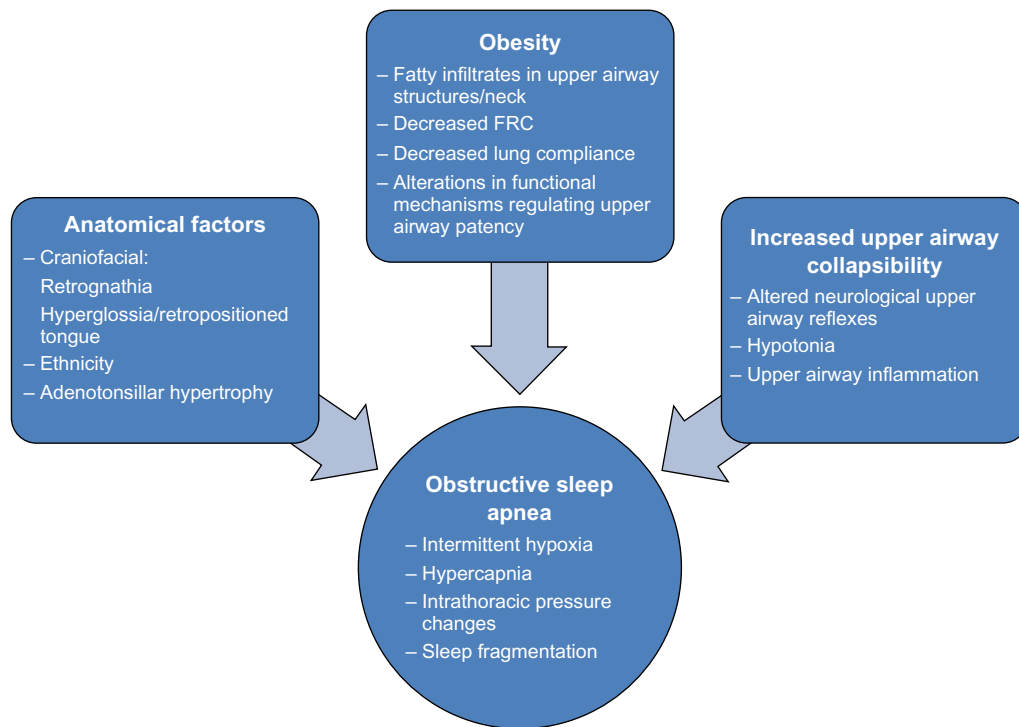 Obesity
– Fatty infiltrates in upper airway
structures/neck
– Decreased FRC
– Decreased lung compliance
– Alterations in functional
mechanisms regulating upper
airway patency
Anatomical factors
– Craniofacial:
Retrognathia
Hyperglossia/retropositioned
tongue
– Ethnicity
– Adenotonsillar hypertrophy
Increased upper airway
collapsibility
– Altered neurological upper
airway reflexes
– Hypotonia
– Upper airway inflammation
Obstructive sleep
apnea
– Intermittent hypoxia
– Hypercapnia
– Intrathoracic pressure
changes
– Sleep fragmentation